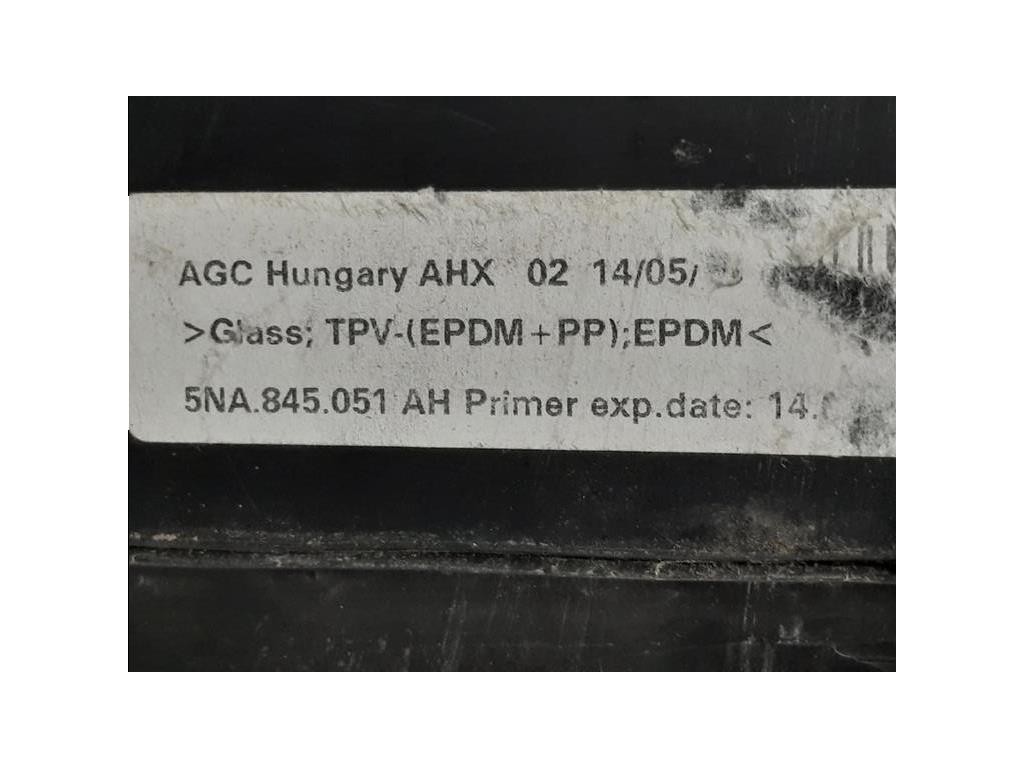 AGC Hungary AHX 02 14/05/
>Glass; TPV-(EPDM+PP);EPDM<
5NA.845.051 AH Primer exp.date: 14.